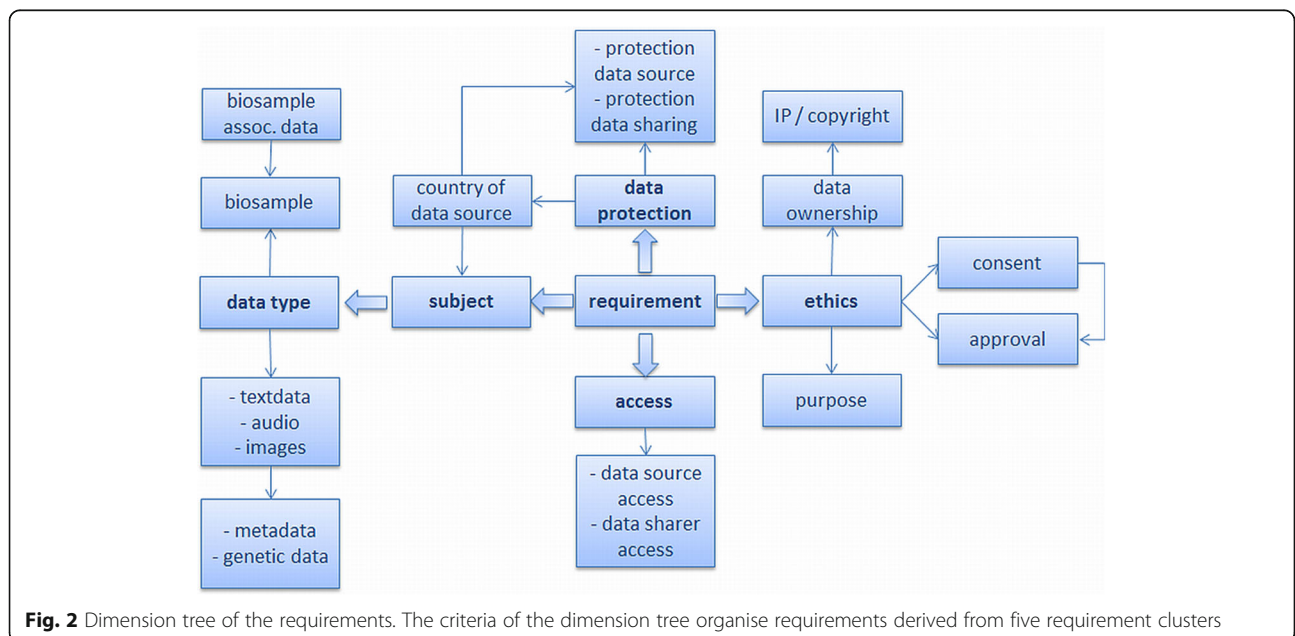 - protection
data source
- protection
data sharing
biosample
assoc. data
IP / copyright
biosample
country of
data source
data
protection
data
ownership
consent
data type
subject
requirement
ethics
approval
- textdata
- audio
- images
access
purpose
- data source
access
- data sharer
access
- metadata
- genetic data
Fig. 2 Dimension tree of the requirements. The criteria of the dimension tree organise requirements derived from five requirement clusters